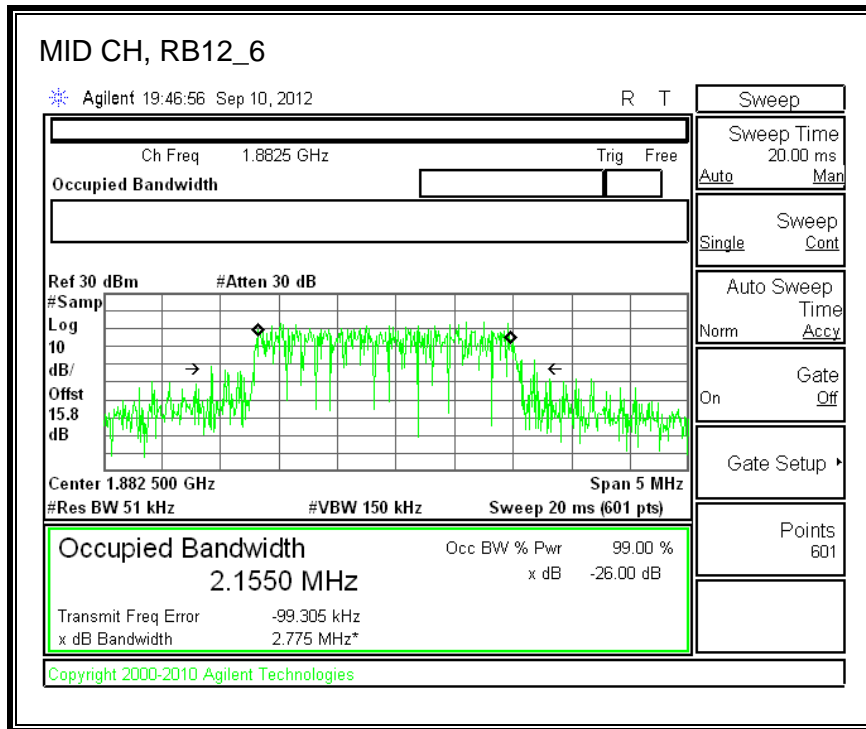 MID CH, RB12_6
Agilent 19:46:56 Sep 10, 2012 R T
Ch Freq 1.8825 GHz Trig Free
Occupied Bandwidth
Ref 30 dBm #Atten 30 dB
#Samp
Log
10
dB/
Offst
15.8
dB
Center 1.882 500 GHz Span 5 MHz
#Res BW 51 kHz #VBW 150 kHz Sweep 20 ms (601 pts)
Occupied Bandwidth Occ BW % Pwr 99.00 %
2.1550 MHz x dB -26.00 dB
Transmit Freq Error -99.305 kHz
x dB Bandwidth 2.775 MHz*
Copyright 2000-2010 Agilent Technologies
Sweep
Sweep Time
20.00 ms
Auto Man
Sweep
Single Cont
Auto Sweep
Time
Norm Accy
Gate
On Off
Gate Setup
Points
601